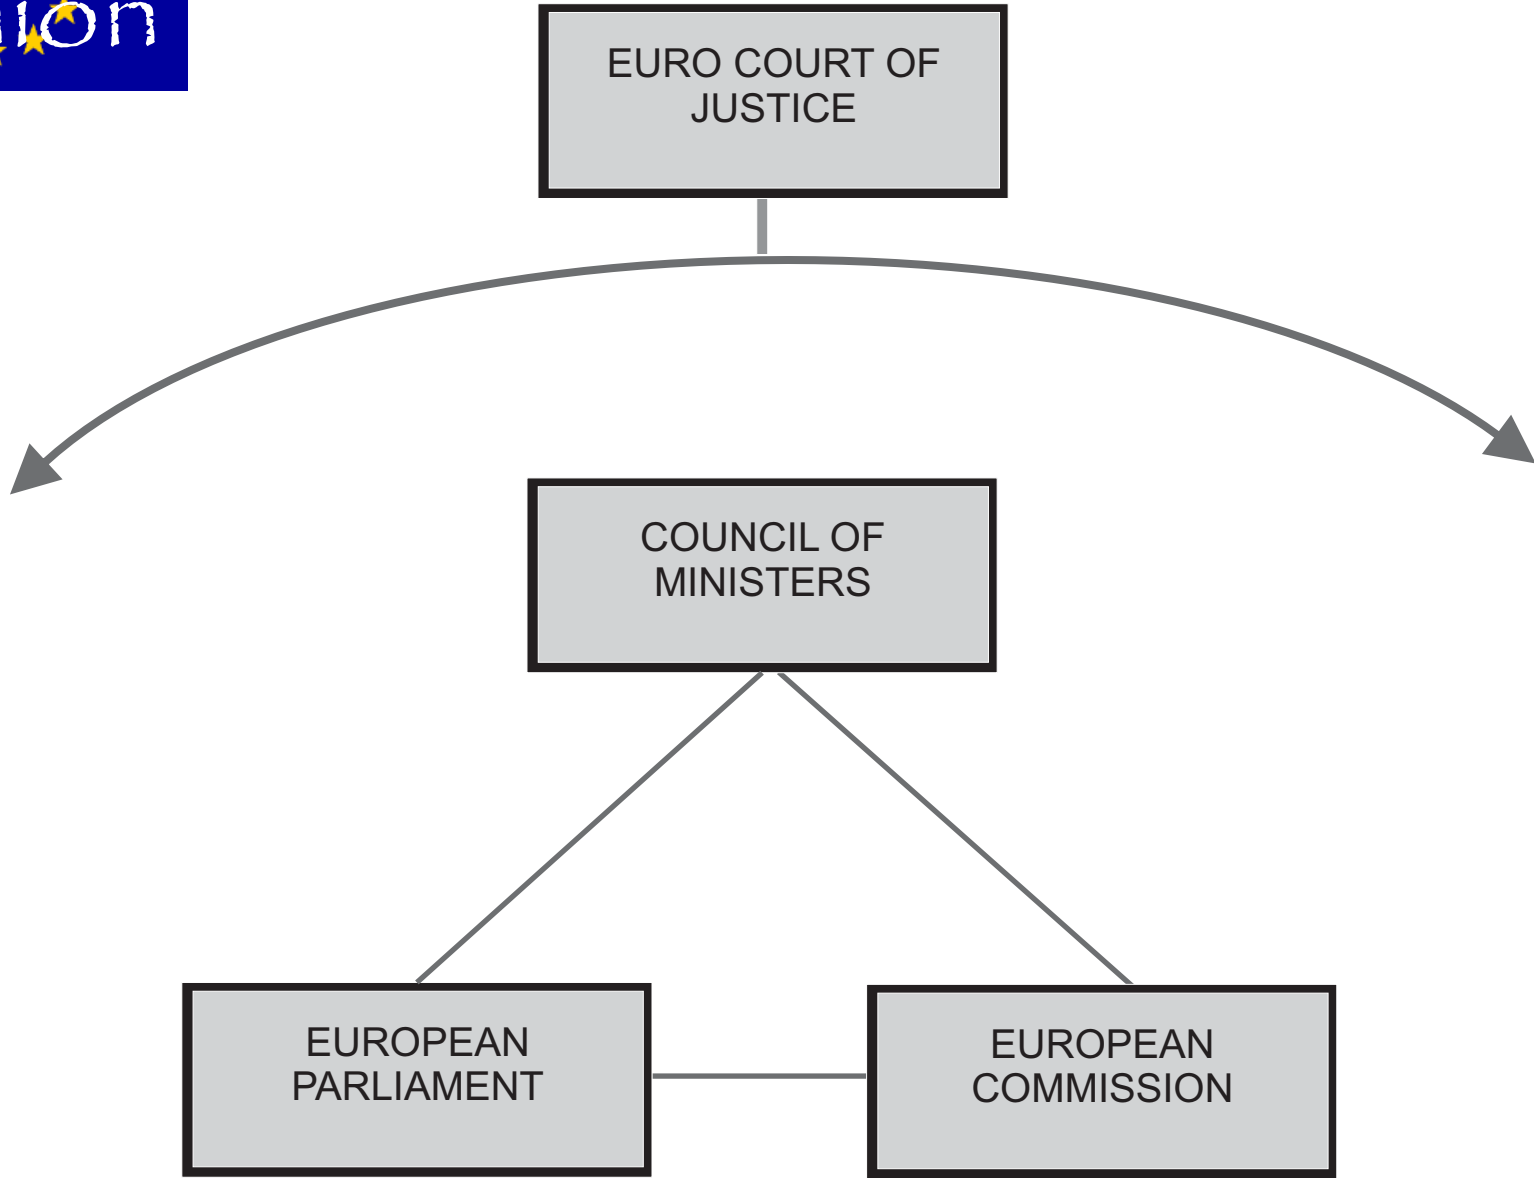 EURO COURT OF
JUSTICE
COUNCIL OF
MINISTERS
EUROPEAN
PARLIAMENT
EUROPEAN
COMMISSION